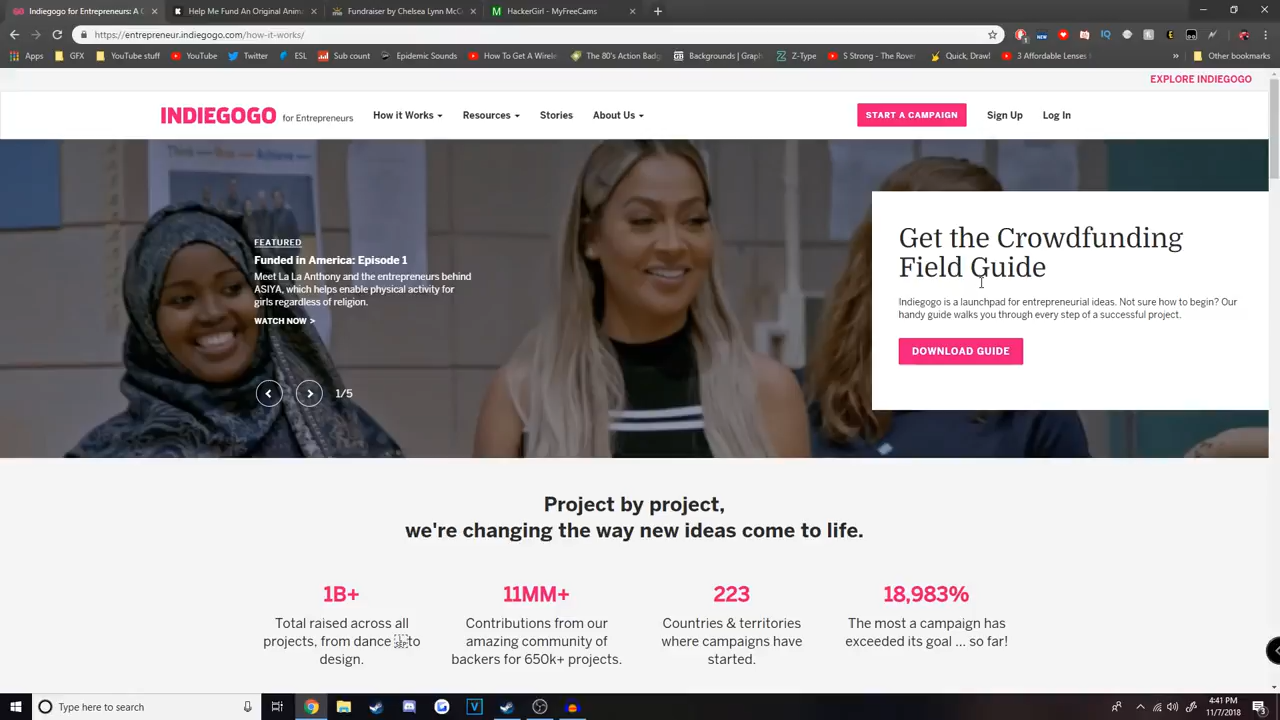 Indiegogo for Entrepreneurs: A C
Help Me Fund An Original Anima
Fundraiser by Chelsea Lynn McC
HackerGirl - MyFreeCams
https://entrepreneur.indiegogo.com/how-it-works/
Apps
GFX
YouTube stuff
YouTube
Twitter
ESL
Sub count
Epidemic Sounds
How To Get A Wirele
The 80's Action Bad
Backgrounds | Graph
Z-Type
5 Strong - The Rover
Quick, Draw!
3 Affordable Lenses
Other bookmarks
EXPLORE INDIEGOGO
INDIEGOGO for Entrepreneurs
How it Works
Resources
Stories
About Us
START A CAMPAIGN
Sign Up
Log In
FEATURED
Funded in America: Episode 1
Meet La La Anthony and the entrepreneurs behind
ASIYA, which helps enable physical activity for
girls regardless of religion.
WATCH NOW >
1/5
Get the Crowdfunding
Field Guide
Indiegogo is a launchpad for entrepreneurial ideas. Not sure how to begin? Our
handy guide walks you through every step of a successful project.
DOWNLOAD GUIDE
Project by project,
we're changing the way new ideas come to life.
1B+
Total raised across all
projects, from dance to
design.
11MM+
Contributions from our
amazing community of
backers for 650k+ projects.
223
Countries & territories
where campaigns have
started.
18,983%
The most a campaign has
exceeded its goal ... so far!
Type here to search
4:41 PM
11/7/2018